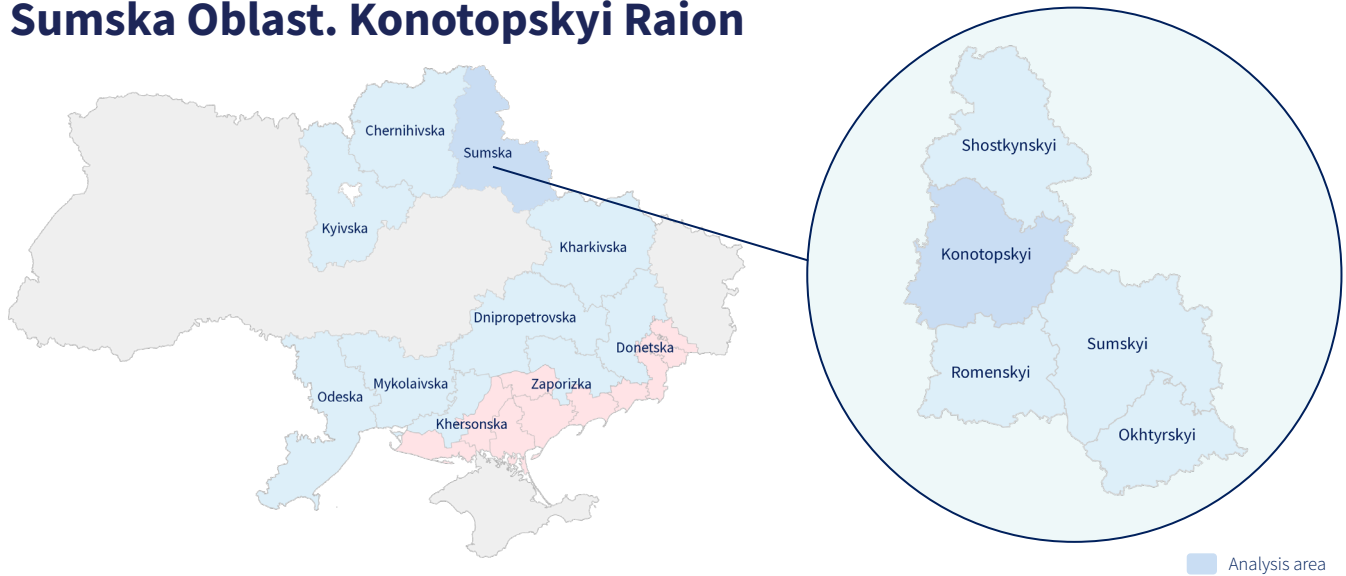 Sumska Oblast. Konotopskyi Raion
Chernihivska
Sumska
Kyivska
Kharkivska
Dnipropetrovska
Donetska
Zaporizka
Mykolaivska
Odeska
Khersonska
Shostkynskyi
Konotopskyi
Sumskyi
Romenskyi
Okhtyrskyi
Analysis area